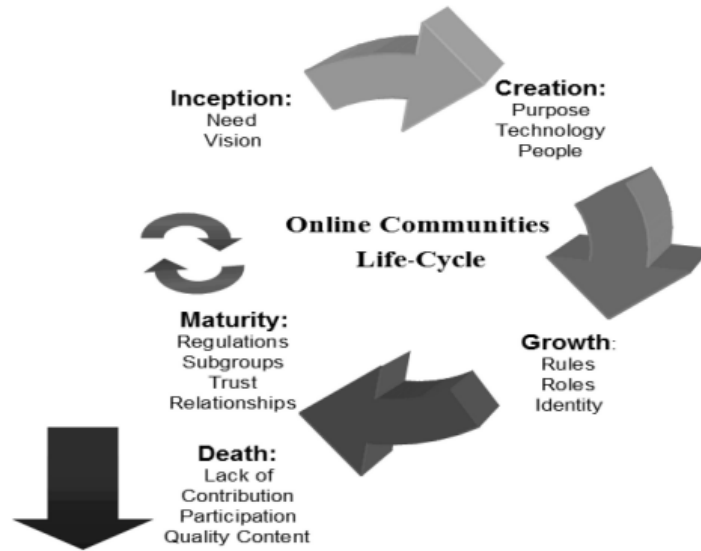 Inception:
Need
Vision
Creation:
Purpose
Technology
People
Online Communities
Life-Cycle
Growth:
Rules
Roles
Identity
Maturity:
Regulations
Subgroups
Trust
Relationships
Death:
Lack of
Contribution
Participation
Quality Content